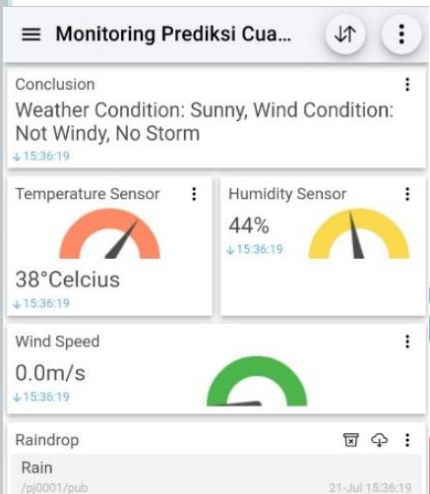 Monitoring Prediksi Cua...
Conclusion
Weather Condition: Sunny, Wind Condition:
Not Windy, No Storm
↓15:36:19
Temperature Sensor
38°Celcius
↓15:36:19
Humidity Sensor
44%
↓15:36:19
Wind Speed
0.0m/s
↓15:36:19
Raindrop
Rain
/pj0001/pub 21-Jul 15:36:19